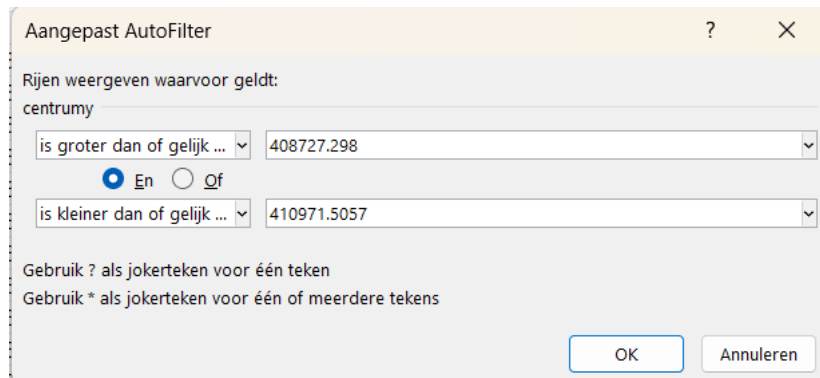 Aangepast AutoFilter ?
Rijen weergeven waarvoor geldt:
centrumy
is groter dan of gelijk ... 408727.298
En Of
is kleiner dan of gelijk ... 410971.5057
Gebruik ? als jokerteken voor één teken
Gebruik * als jokerteken voor één of meerdere tekens
OK Annuleren